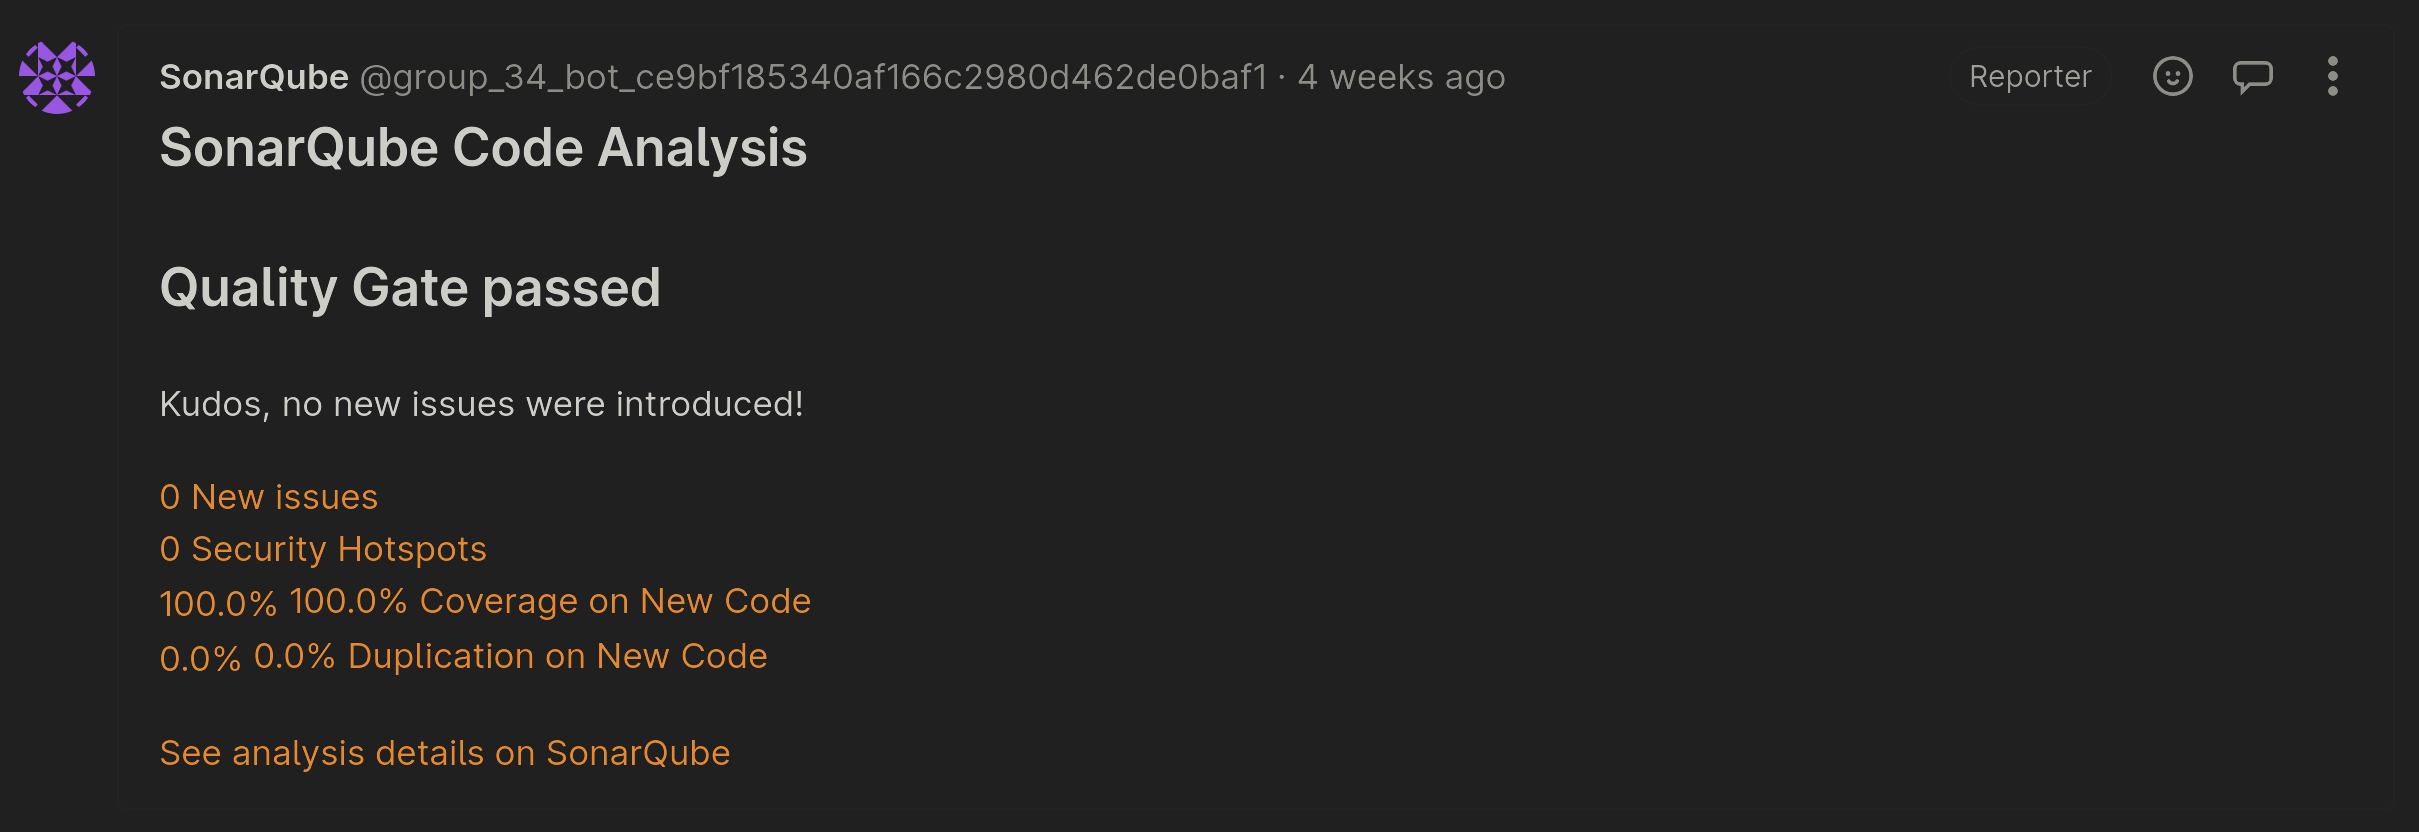 SonarQube @group_34_bot_ce9bf185340af166c2980d462de0baf1 · 4 weeks ago Reporter
SonarQube Code Analysis
Quality Gate passed
Kudos, no new issues were introduced!
0 New issues
0 Security Hotspots
100.0% 100.0% Coverage on New Code
0.0% 0.0% Duplication on New Code
See analysis details on SonarQube